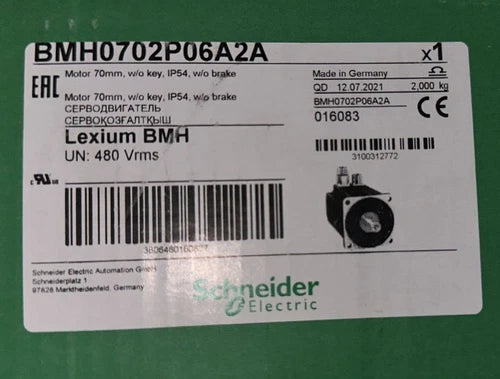 BMH0702P06A2A
x1
EAC
Motor 70mm, w/o key, IP54, w/o brake
Made in Germany
QD 12.07.2021 2,000 kg
Motor 70mm, w/o key, IP54, w/o brake
BMH0702P06A2A
CE
СЕРВОДВИГАТЕЛЬ
016083
СЕРВОҚОЗҒАЛТҚЫШ
Lexium BMH
UN: 480 Vrms
3100312772
c UR us
Schneider Electric Automation GmbH
Schneiderplatz 1
97828 Marktheidenfeld, Germany
Schneider
Electric